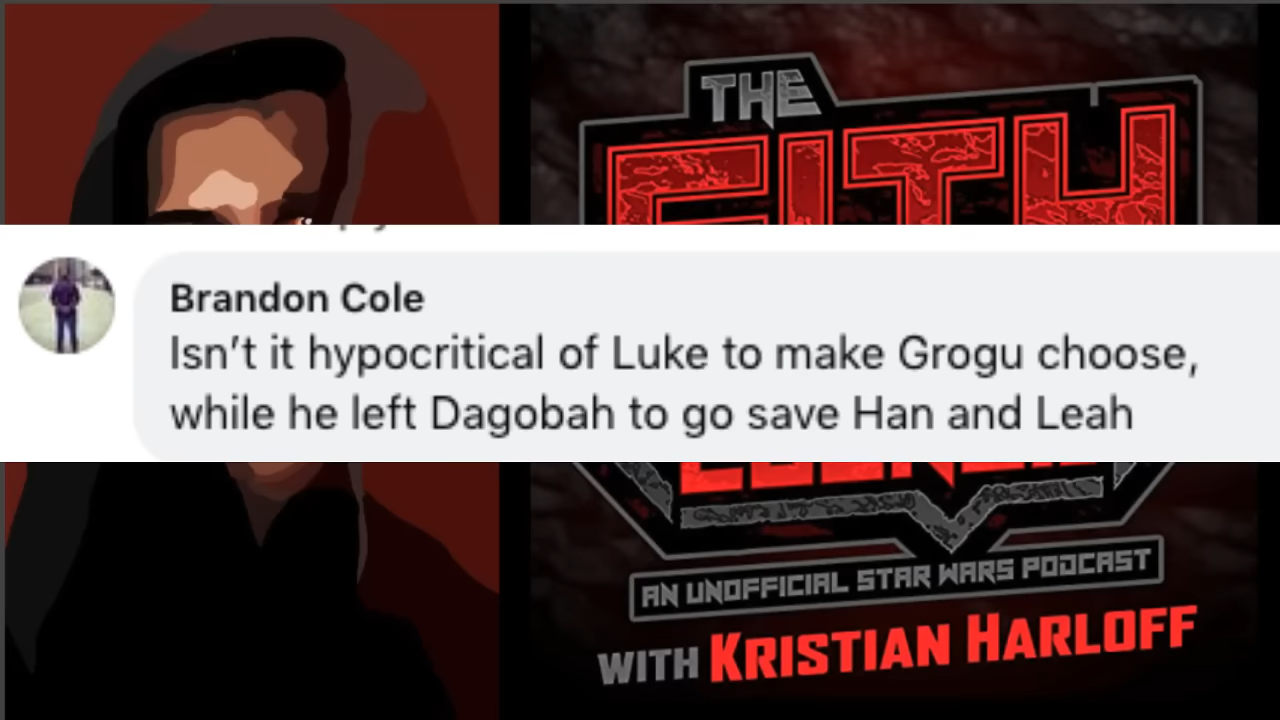 THE
SITH
Brandon Cole
Isn’t it hypocritical of Luke to make Grogu choose,
while he left Dagobah to go save Han and Leah
AN UNOFFICIAL STAR WARS PODCAST
WITH KRISTIAN HARLOFF